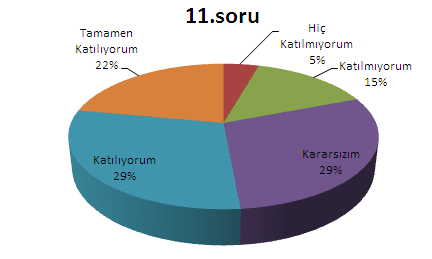 11.soru
Tamamen
Katılıyorum
22%
Hiç
Katılmıyorum
5%
Katılmıyorum
15%
Katılıyorum
29%
Kararsızım
29%